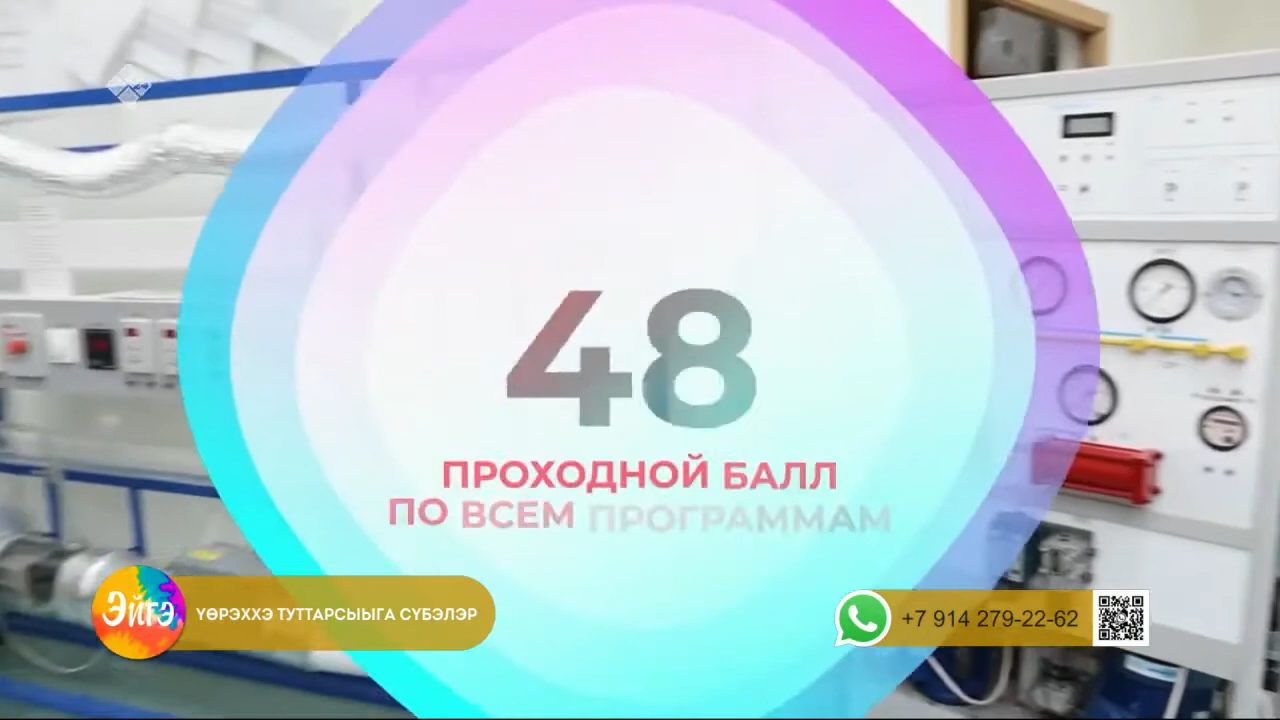 48
ПРОХОДНОЙ БАЛЛ
ПО ВСЕМ ПРОГРАММАМ
Эйгэ
ҮӨРЭХХЭ ТУТТАРСЫЫГА СҮБЭЛЭР
+7 914 279-22-62